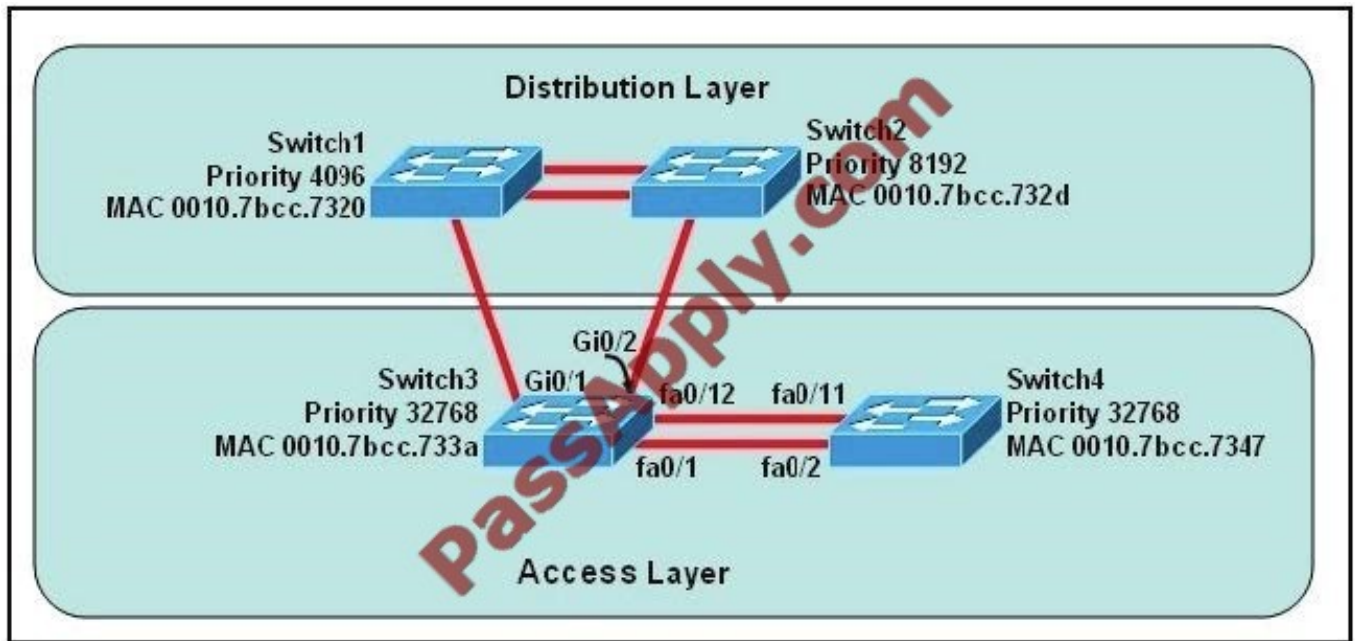 Distribution Layer
Switch1
Priority 4096
MAC 0010.7bcc.7320
Switch2
Priority 8192
MAC 0010.7bcc.732d
Gi0/2
Switch3
Priority 32768
MAC 0010.7bcc.733a
Gi0/1
fa0/12
fa0/11
fa0/1
fa0/2
Switch4
Priority 32768
MAC 0010.7bcc.7347
Access Layer
PassApply.com